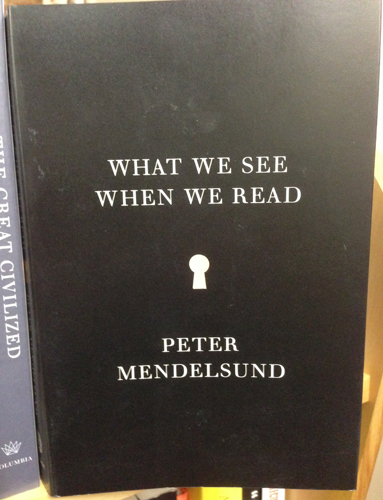 WHAT WE SEE
WHEN WE READ
PETER
MENDELSUND
THE GREAT CIVILIZED
COLUMBIA